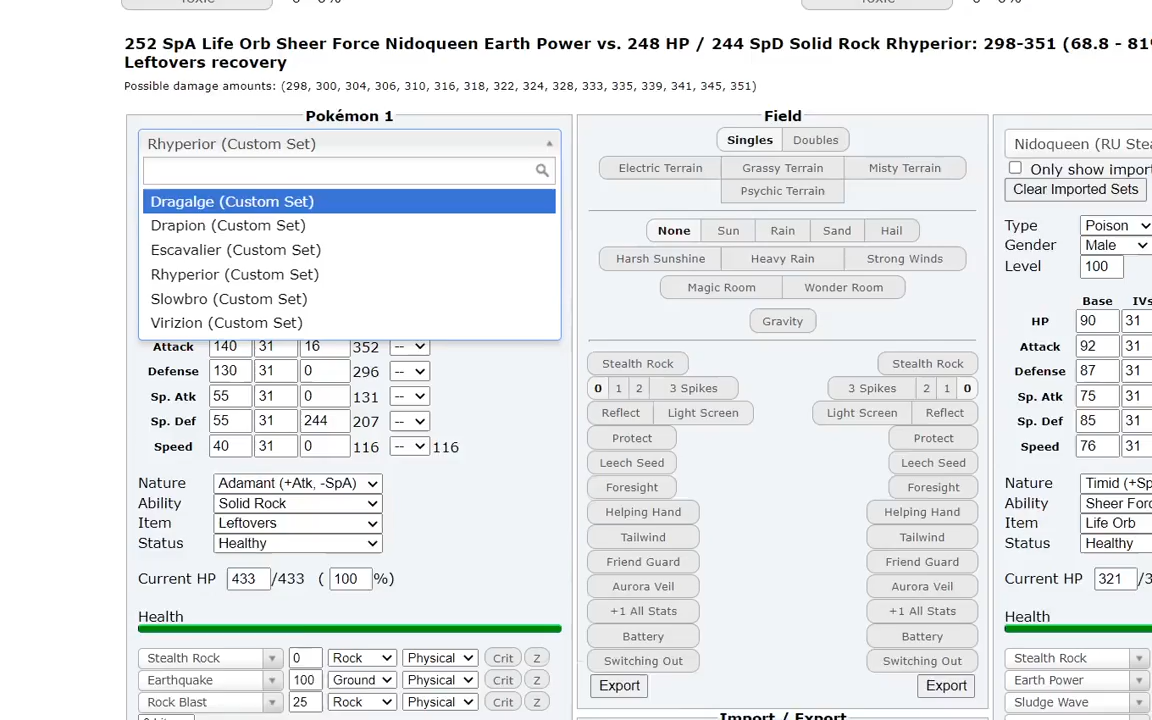 Toxic 0 - 0% Toxic 0 - 0%
252 SpA Life Orb Sheer Force Nidoqueen Earth Power vs. 248 HP / 244 SpD Solid Rock Rhyperior: 298-351 (68.8 - 81
Leftovers recovery
Possible damage amounts: (298, 300, 304, 306, 310, 316, 318, 322, 324, 328, 333, 335, 339, 341, 345, 351)
Pokémon 1
Rhyperior (Custom Set)
Dragalge (Custom Set)
Drapion (Custom Set)
Escavalier (Custom Set)
Rhyperior (Custom Set)
Slowbro (Custom Set)
Virizion (Custom Set)
Attack 140 31 16 352 --
Defense 130 31 0 296 --
Sp. Atk 55 31 0 131 --
Sp. Def 55 31 244 207 --
Speed 40 31 0 116 -- 116
Nature Adamant (+Atk, -SpA)
Ability Solid Rock
Item Leftovers
Status Healthy
Current HP 433 /433 ( 100 %)
Health
Stealth Rock 0 Rock Physical Crit Z
Earthquake 100 Ground Physical Crit Z
Rock Blast 25 Rock Physical Crit Z
Field
Singles Doubles
Electric Terrain Grassy Terrain Misty Terrain
Psychic Terrain
None Sun Rain Sand Hail
Harsh Sunshine Heavy Rain Strong Winds
Magic Room Wonder Room
Gravity
Stealth Rock Stealth Rock
0 1 2 3 Spikes 3 Spikes 2 1 0
Reflect Light Screen Light Screen Reflect
Protect Protect
Leech Seed Leech Seed
Foresight Foresight
Helping Hand Helping Hand
Tailwind Tailwind
Friend Guard Friend Guard
Aurora Veil Aurora Veil
+1 All Stats +1 All Stats
Battery Battery
Switching Out Switching Out
Export Export
Import / Export
Nidoqueen (RU Stea
Only show import
Clear Imported Sets
Type Poison
Gender Male
Level 100
Base IVs
HP 90 31
Attack 92 31
Defense 87 31
Sp. Atk 75 31
Sp. Def 85 31
Speed 76 31
Nature Timid (+Sp
Ability Sheer Forc
Item Life Orb
Status Healthy
Current HP 321 /3
Health
Stealth Rock
Earth Power
Sludge Wave